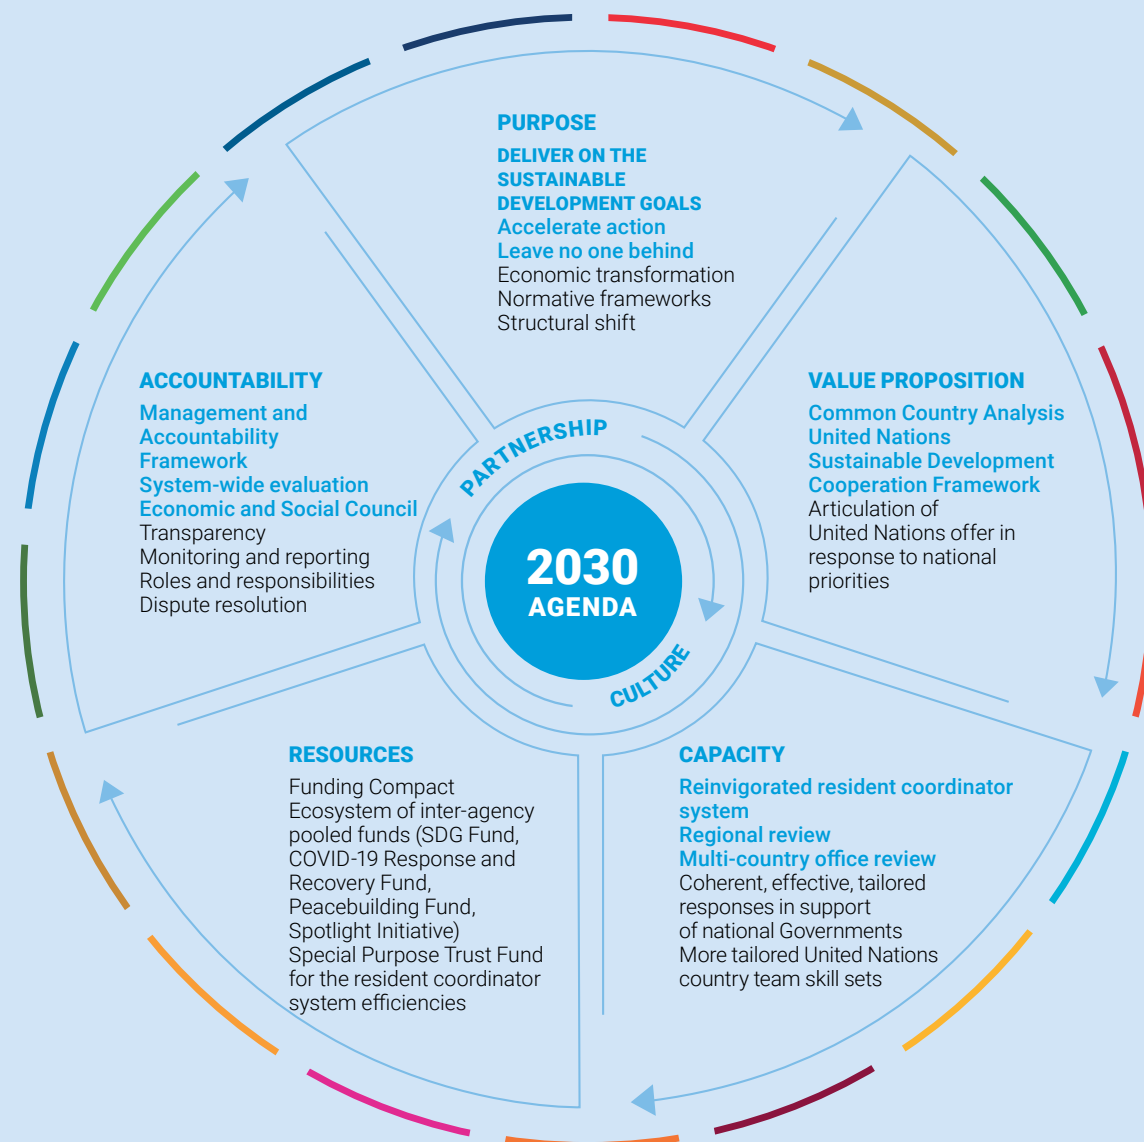 PURPOSE
DELIVER ON THE
SUSTAINABLE
DEVELOPMENT GOALS
Accelerate action
Leave no one behind
Economic transformation
Normative frameworks
Structural shift
ACCOUNTABILITY
Management and
Accountability
Framework
System-wide evaluation
Economic and Social Council
Transparency
Monitoring and reporting
Roles and responsibilities
Dispute resolution
VALUE PROPOSITION
Common Country Analysis
United Nations
Sustainable Development
Cooperation Framework
Articulation of
United Nations offer in
response to national
priorities
PARTNERSHIP
2030
AGENDA
CULTURE
RESOURCES
Funding Compact
Ecosystem of inter-agency
pooled funds (SDG Fund,
COVID-19 Response and
Recovery Fund,
Peacebuilding Fund,
Spotlight Initiative)
Special Purpose Trust Fund
for the resident coordinator
system efficiencies
CAPACITY
Reinvigorated resident coordinator
system
Regional review
Multi-country office review
Coherent, effective, tailored
responses in support
of national Governments
More tailored United Nations
country team skill sets